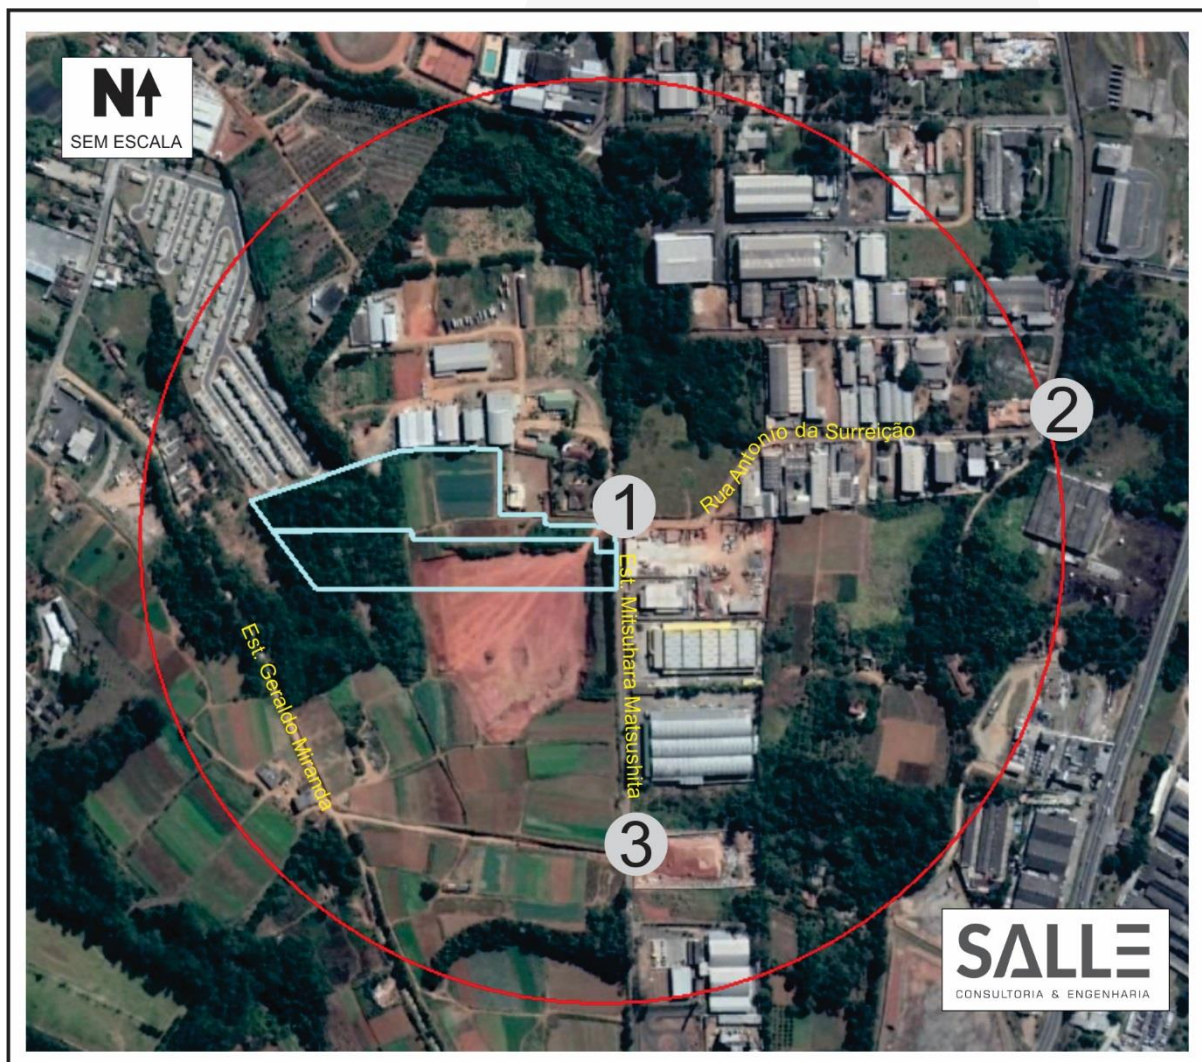 N
SEM ESCALA
2
Rua Antonio da Surreição
1
Est. Mitsuhara Matsushita
Est. Geraldo Miranda
3
SALLE
CONSULTORIA & ENGENHARIA